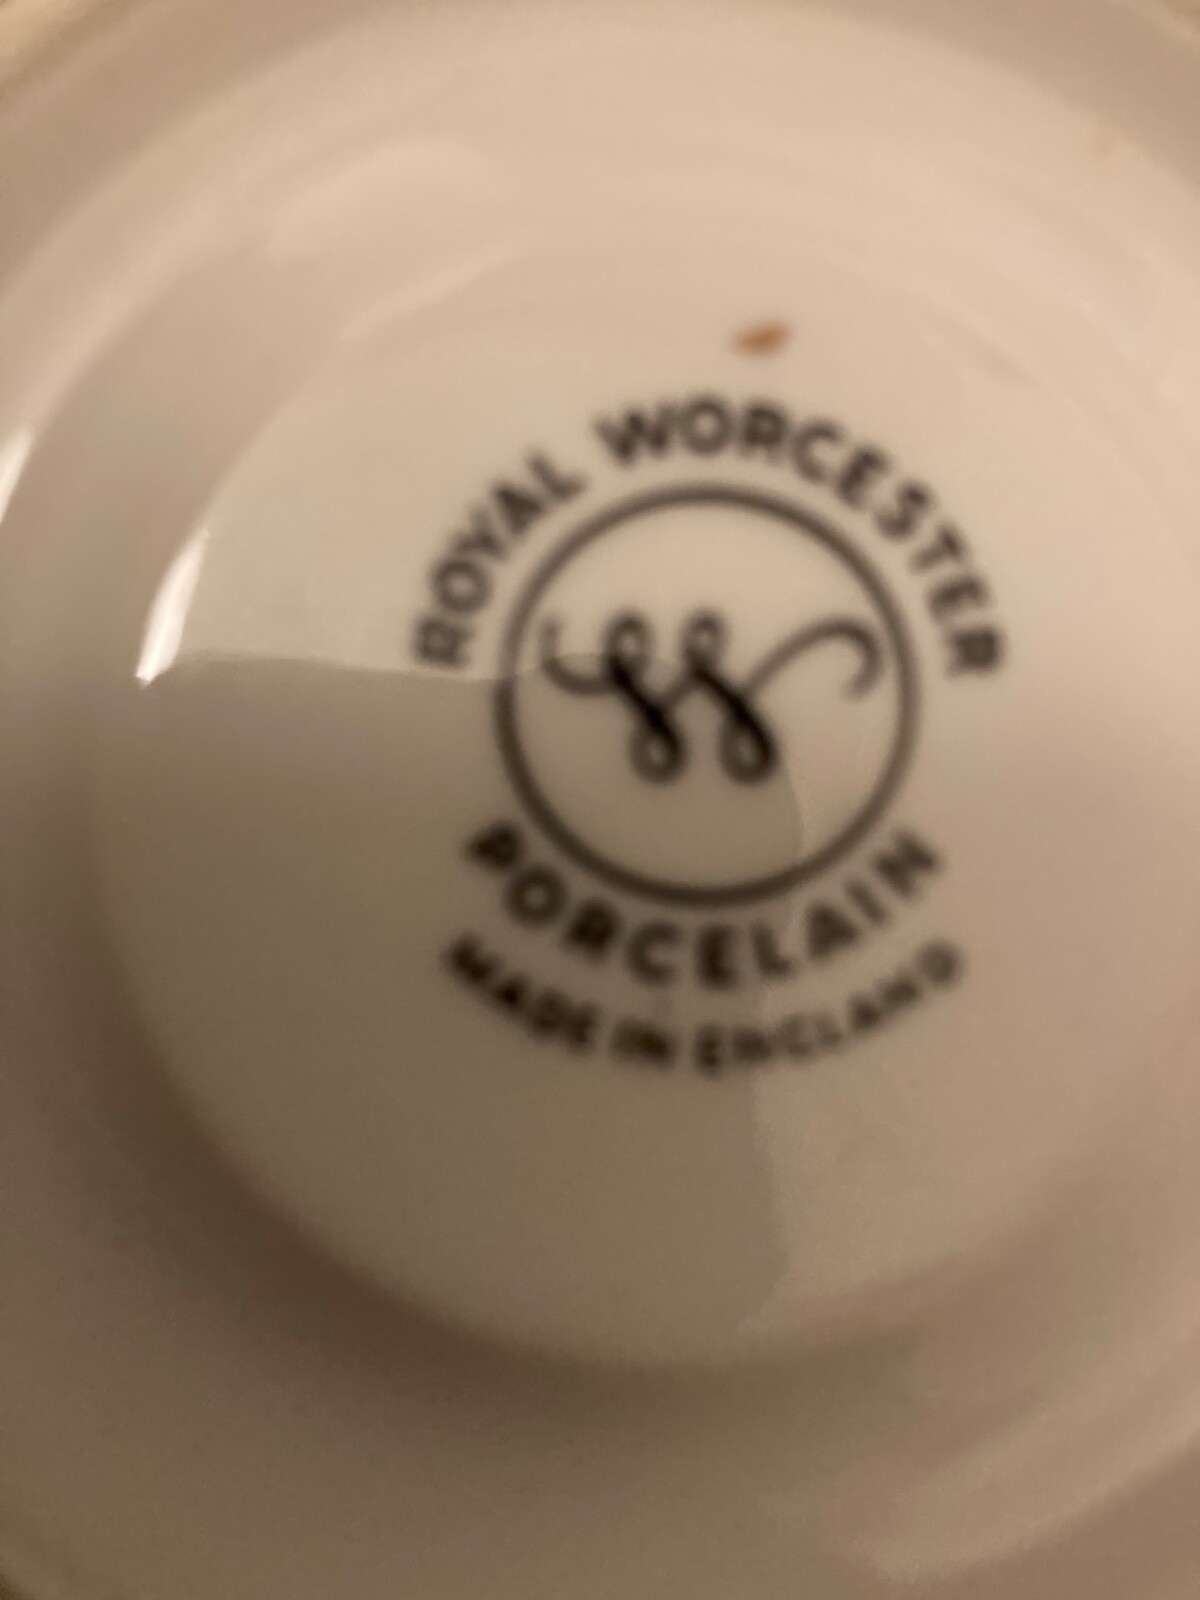 ROYAL WORCESTER
W
PORCELAIN
MADE IN ENGLAND